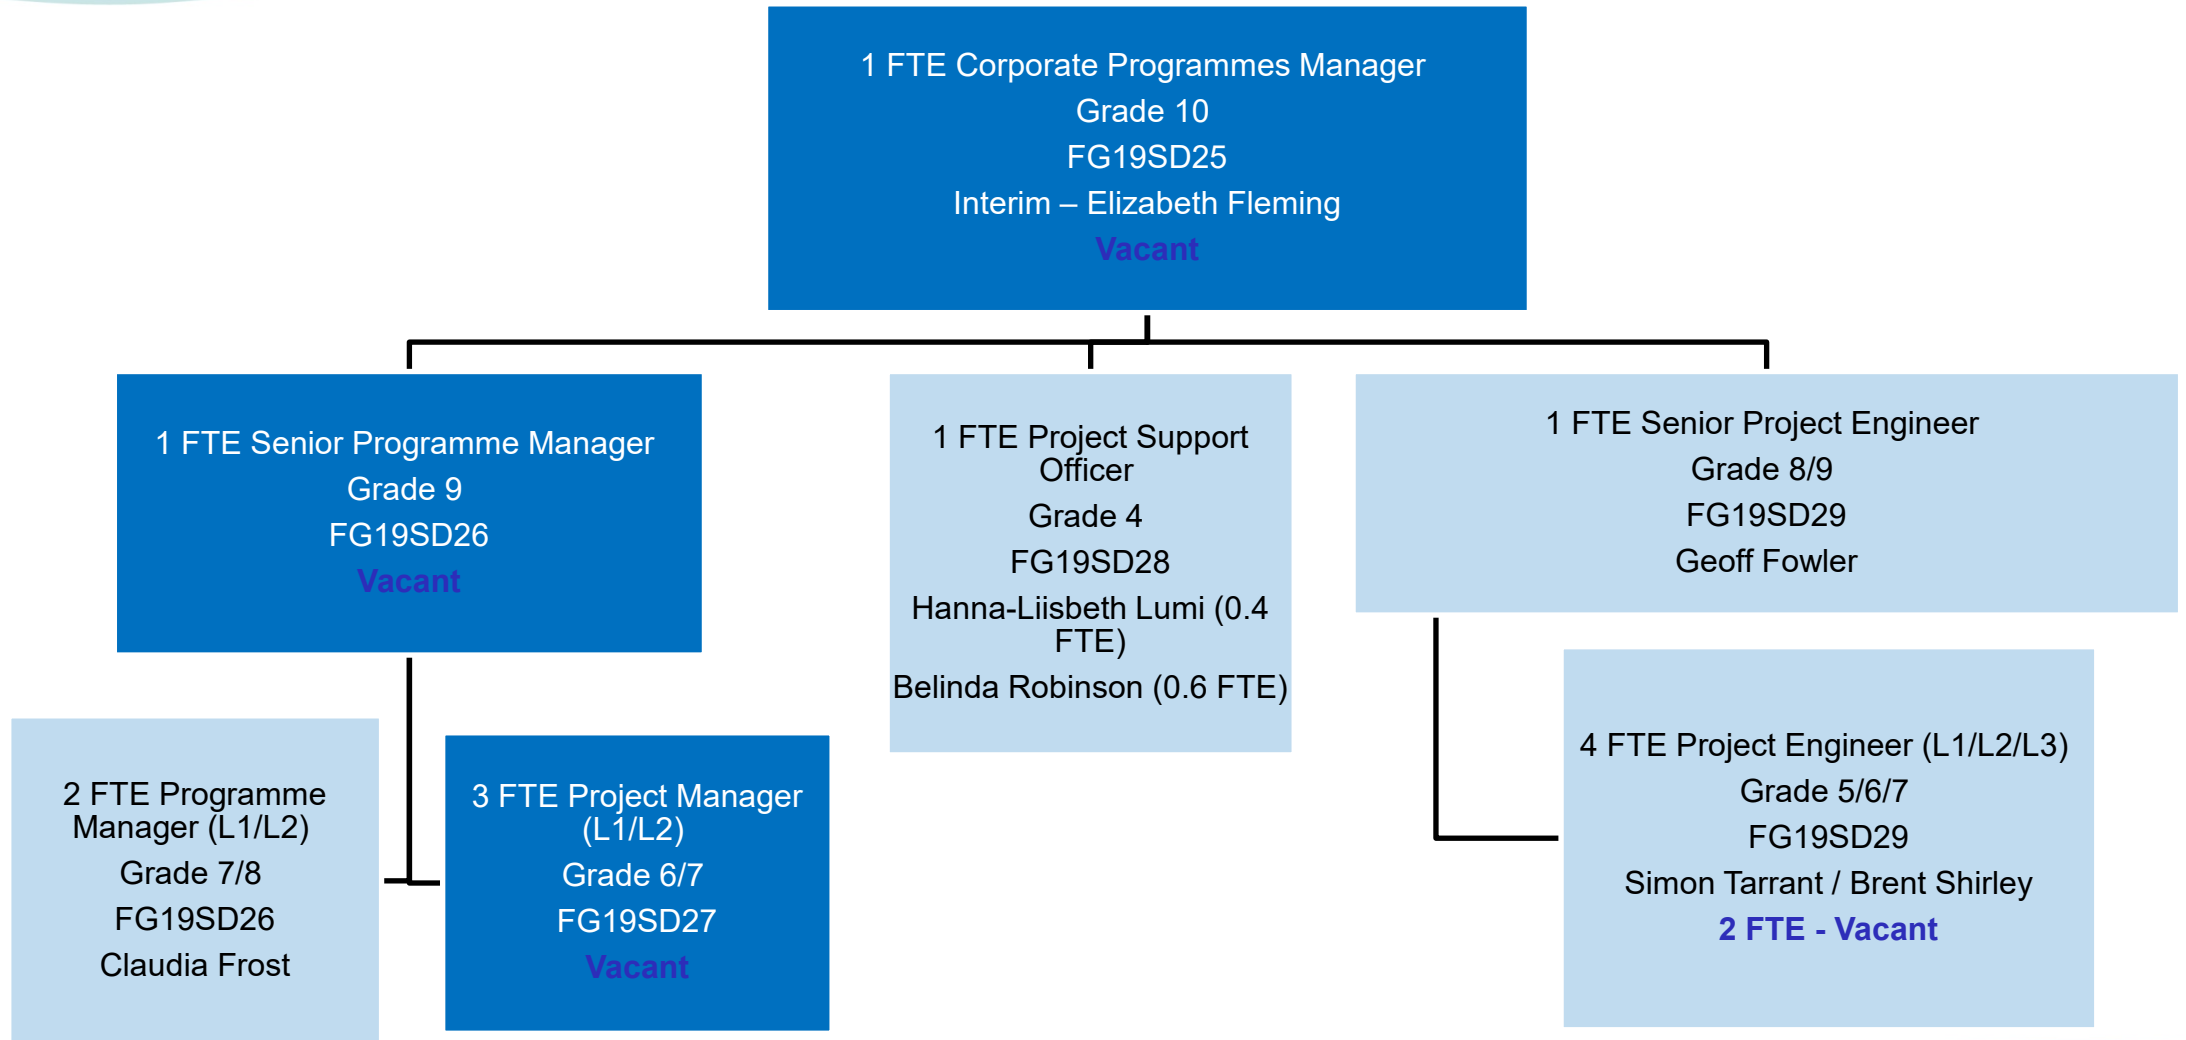 1 FTE Corporate Programmes Manager
Grade 10
FG19SD25
Interim – Elizabeth Fleming
Vacant
1 FTE Senior Programme Manager
Grade 9
FG19SD26
Vacant
1 FTE Project Support
Officer
Grade 4
FG19SD28
Hanna-Liisbeth Lumi (0.4
FTE)
Belinda Robinson (0.6 FTE)
1 FTE Senior Project Engineer
Grade 8/9
FG19SD29
Geoff Fowler
2 FTE Programme
Manager (L1/L2)
Grade 7/8
FG19SD26
Claudia Frost
3 FTE Project Manager
(L1/L2)
Grade 6/7
FG19SD27
Vacant
4 FTE Project Engineer (L1/L2/L3)
Grade 5/6/7
FG19SD29
Simon Tarrant / Brent Shirley
2 FTE - Vacant